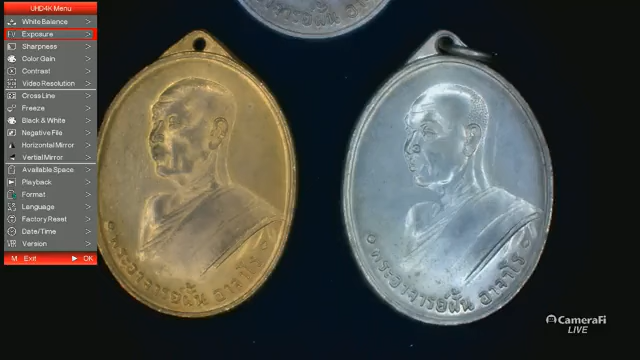 UHD4K Menu
White Balance >
EV Exposure >
Sharpness >
Color Gain >
Contrast >
Video Resolution >
Cross Line >
Freeze >
Black & White >
Negative File >
Horizontal Mirror >
Vertial Mirror >
Available Space >
Playback >
Format >
Language >
Factory Reset >
Date/Time >
Version >
M Exit ▶ OK
พระอาจารย์ฝั้น อาจาโร
พระอาจารย์ฝั้น อาจาโร
CameraFi
LIVE